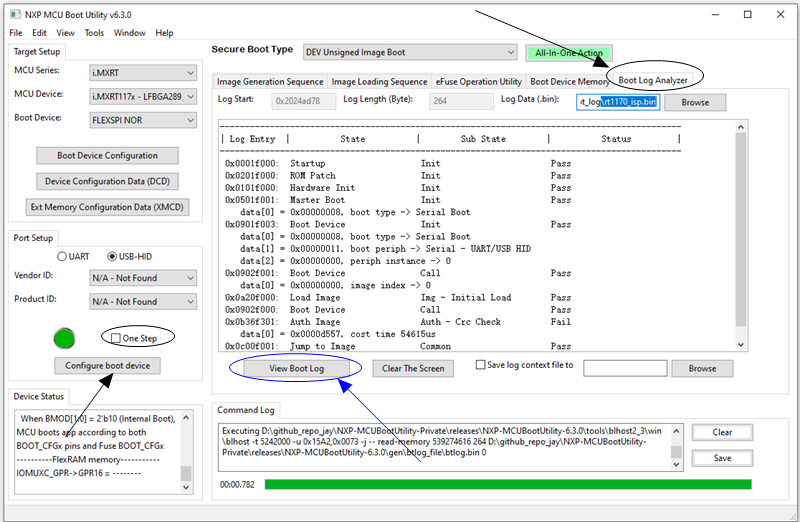 NXP MCU Boot Utility v6.3.0
File Edit View Tools Window Help
Target Setup
MCU Series:
i.MXRT
MCU Device:
i.MXRT117x - LFBGA289
Boot Device:
FLEXSPI NOR
Boot Device Configuration
Device Configuration Data (DCD)
Ext Memory Configuration Data (XMCD)
Port Setup
UART USB-HID
Vendor ID:
N/A - Not Found
Product ID:
N/A - Not Found
One Step
Configure boot device
Device Status
When BMOD[1:0] = 2'b10 (Internal Boot),
MCU boots app according to both
BOOT_CFGx pins and Fuse BOOT_CFGx
----------FlexRAM memory-----------
IOMUXC_GPR->GPR16 = --------
Secure Boot Type
DEV Unsigned Image Boot
All-In-One Action
Image Generation Sequence Image Loading Sequence eFuse Operation Utility Boot Device Memory Boot Log Analyzer
Log Start: 0x2024ad78 Log Length (Byte): 264 Log Data (.bin): rt_log\rt1170_isp.bin Browse
| Log Entry | State | Sub State | Status |
0x0001f000: Startup Init Pass
0x0201f000: ROM Patch Init Pass
0x0101f000: Hardware Init Init Pass
0x0501f001: Master Boot Init Pass
data[0] = 0x00000008, boot type -> Serial Boot
0x0901f003: Boot Device Init Pass
data[0] = 0x00000008, boot type -> Serial Boot
data[1] = 0x00000011, boot periph -> Serial - UART/USB HID
data[2] = 0x00000000, periph instance -> 0
0x0902f001: Boot Device Call Pass
data[0] = 0x00000000, image index -> 0
0x0a20f000: Load Image Img - Initial Load Pass
0x0902f000: Boot Device Call Pass
0x0b36f301: Auth Image Auth - Crc Check Fail
data[0] = 0x0000d557, cost time 54615us
0x0c00f001: Jump to Image Common Pass
View Boot Log Clear The Screen Save log context file to Browse
Command Log
Executing D:\github_repo_jay\NXP-MCUBootUtility-Private\releases\NXP-MCUBootUtility-6.3.0\tools\blhost2_3\win
\blhost -t 5242000 -u 0x15A2,0x0073 -j -- read-memory 539274616 264 D:\github_repo_jay\NXP-MCUBootUtility-
Private\releases\NXP-MCUBootUtility-6.3.0\gen\btlog_file\btlog.bin 0
Clear
Save
00:00.782